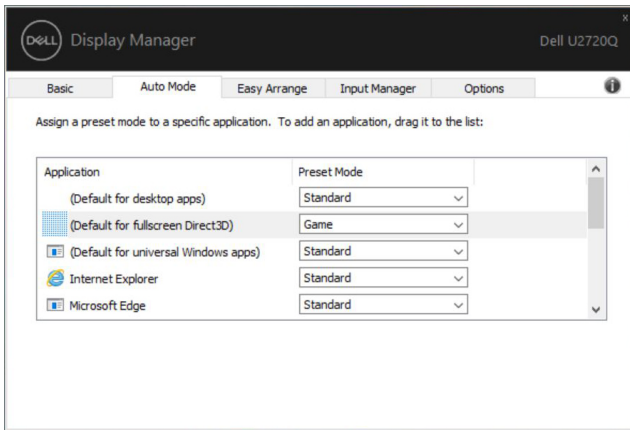 x
DELL Display Manager
Dell U2720Q
Basic Auto Mode Easy Arrange Input Manager Options
Assign a preset mode to a specific application. To add an application, drag it to the list:
Application Preset Mode
(Default for desktop apps) Standard
(Default for fullscreen Direct3D) Game
(Default for universal Windows apps) Standard
Internet Explorer Standard
Microsoft Edge Standard